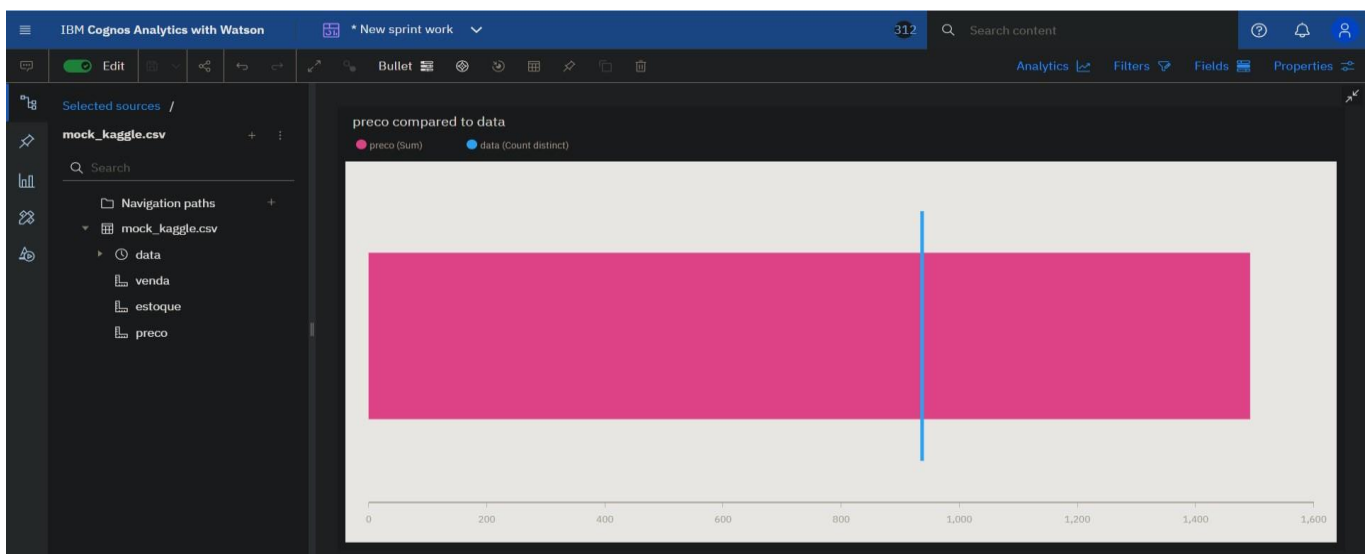 IBM Cognos Analytics with Watson
* New sprint work
312
Search content
Edit
Bullet
Analytics
Filters
Fields
Properties
Selected sources /
mock_kaggle.csv
Search
Navigation paths
mock_kaggle.csv
data
venda
estoque
preco
preco compared to data
preco (Sum) data (Count distinct)
0 200 400 600 800 1,000 1,200 1,400 1,600